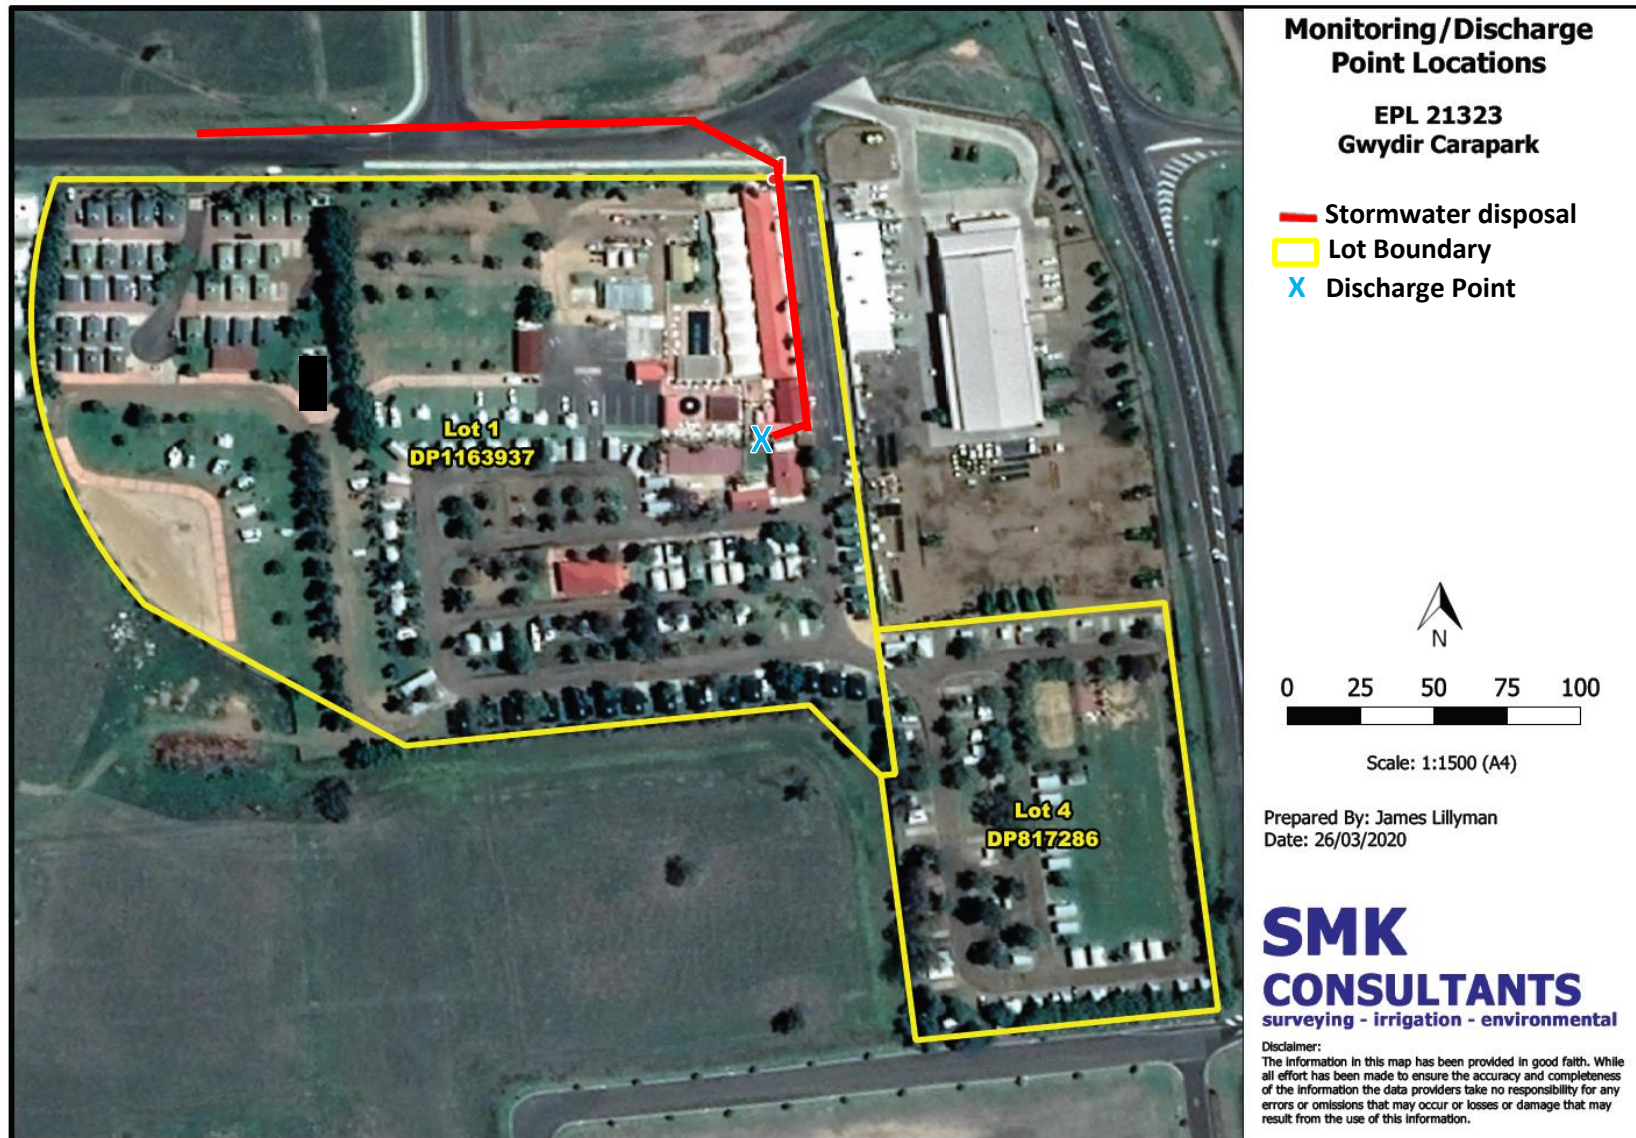 Monitoring/Discharge
Point Locations
EPL 21323
Gwydir Carapark
Stormwater disposal
Lot Boundary
X Discharge Point
Lot 1
DP1163937
X
Lot 4
DP817286
N
0 25 50 75 100
Scale: 1:1500 (A4)
Prepared By: James Lillyman
Date: 26/03/2020
SMK
CONSULTANTS
surveying - irrigation - environmental
Disclaimer:
The information in this map has been provided in good faith. While
all effort has been made to ensure the accuracy and completeness
of the information the data providers take no responsibility for any
errors or omissions that may occur or losses or damage that may
result from the use of this information.